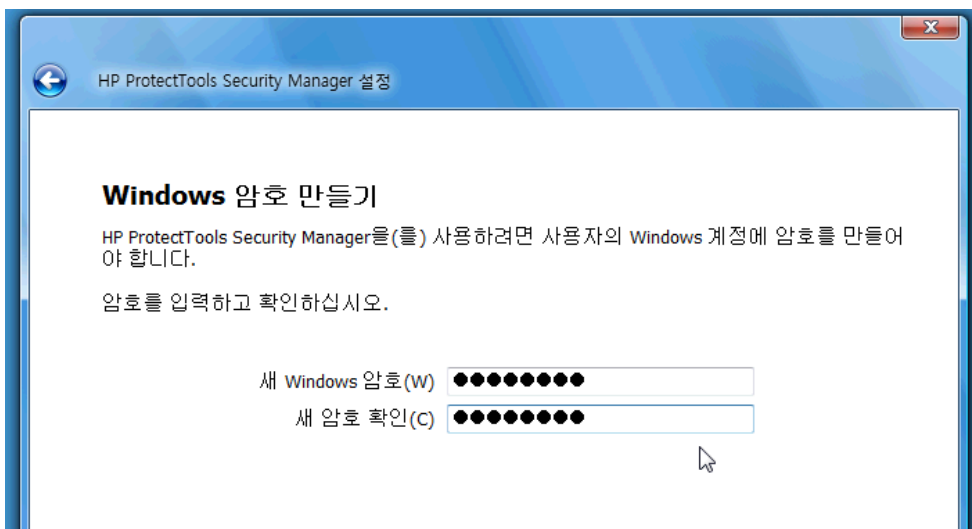 HP ProtectTools Security Manager 설정
Windows 암호 만들기
HP ProtectTools Security Manager을(를) 사용하려면 사용자의 Windows 계정에 암호를 만들어
야 합니다.
암호를 입력하고 확인하십시오.
새 Windows 암호(W) ●●●●●●●●
새 암호 확인(C) ●●●●●●●●